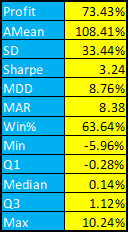 Profit 73.43%
AMean 108.41%
SD 33.44%
Sharpe 3.24
MDD 8.76%
MAR 8.38
Win% 63.64%
Min -5.96%
Q1 -0.28%
Median 0.14%
Q3 1.12%
Max 10.24%